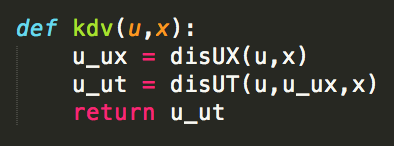 def kdv(u,x):
    u_ux = disUX(u,x)
    u_ut = disUT(u,u_ux,x)
    return u_ut